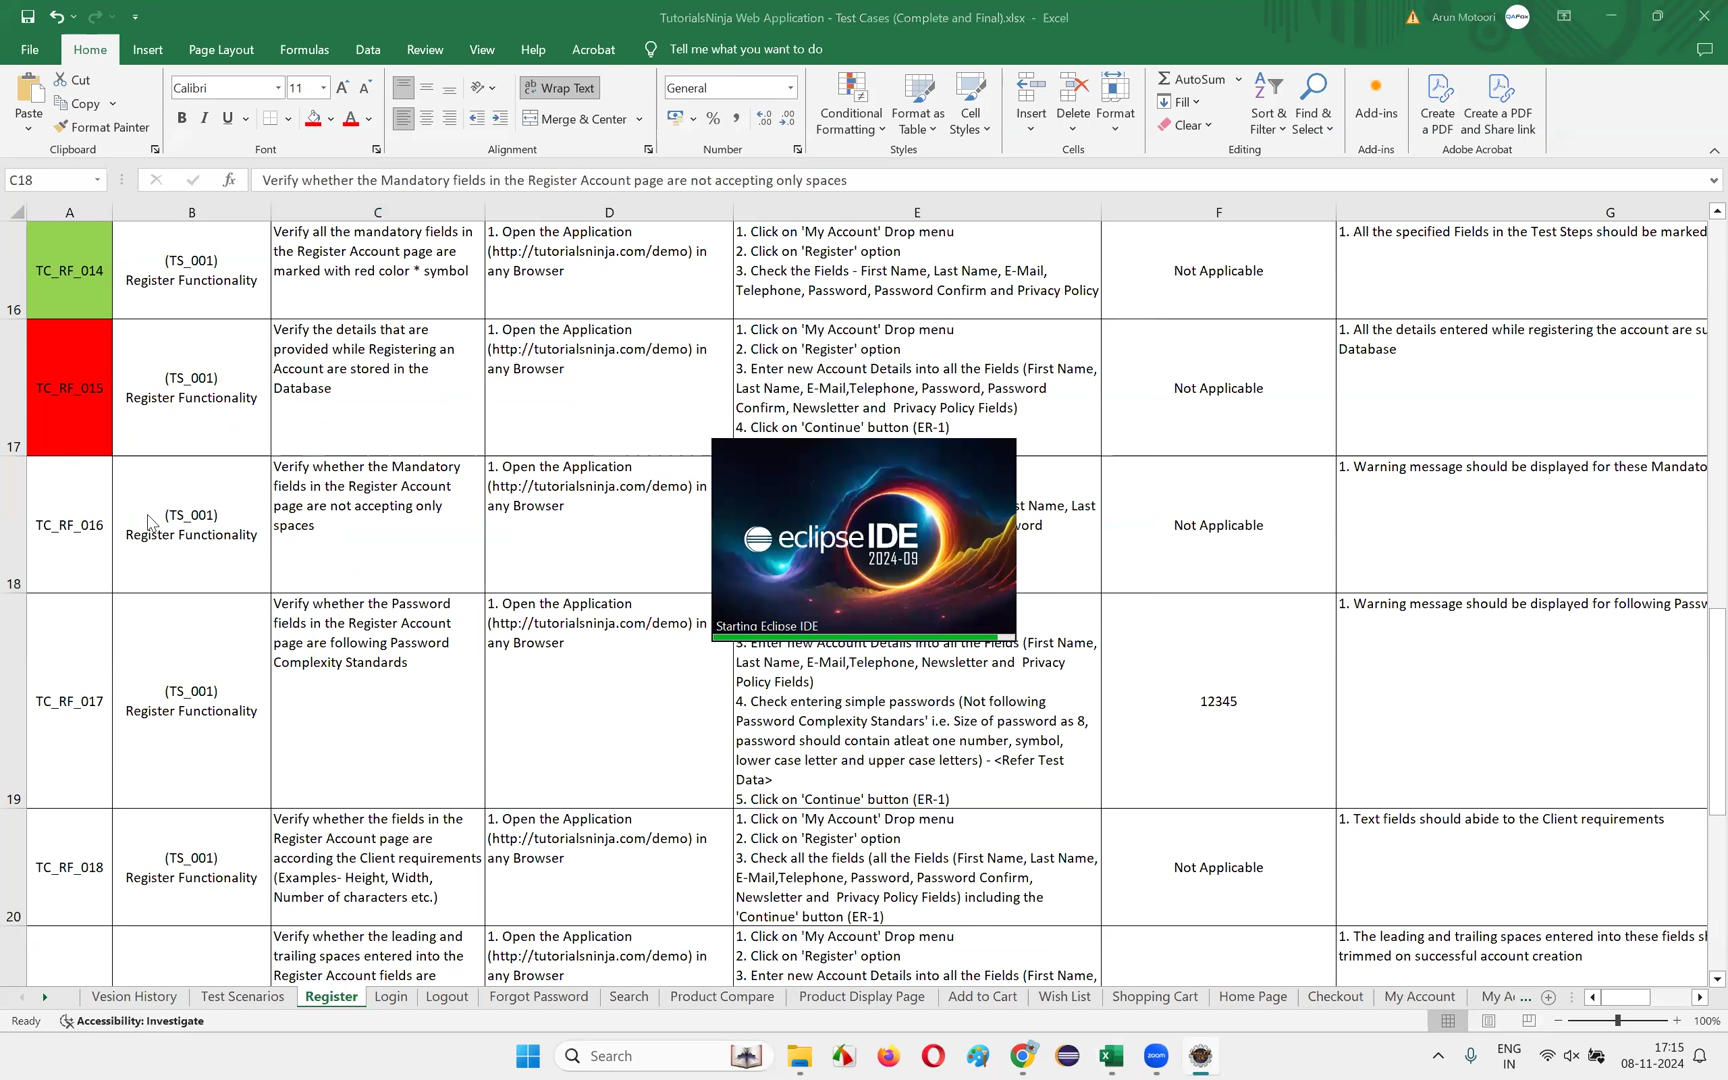 TutorialsNinja Web Application - Test Cases (Complete and Final).xlsx - Excel
Arun Motoori
QAFox
File Home Insert Page Layout Formulas Data Review View Help Acrobat Tell me what you want to do
Paste
Cut
Copy
Format Painter
Clipboard
Calibri 11
B I U
Font
Wrap Text
Merge & Center
Alignment
General
Number
Conditional
Formatting
Format as
Table
Cell
Styles
Styles
Insert Delete Format
Cells
AutoSum
Fill
Clear
Sort &
Filter
Find &
Select
Editing
Add-ins
Add-ins
Create
a PDF
Create a PDF
and Share link
Adobe Acrobat
C18
fx
Verify whether the Mandatory fields in the Register Account page are not accepting only spaces
A B C D E F G
16
TC_RF_014
(TS_001)
Register Functionality
Verify all the mandatory fields in
the Register Account page are
marked with red color * symbol
1. Open the Application
(http://tutorialsninja.com/demo) in
any Browser
1. Click on 'My Account' Drop menu
2. Click on 'Register' option
3. Check the Fields - First Name, Last Name, E-Mail,
Telephone, Password, Password Confirm and Privacy Policy
Not Applicable
1. All the specified Fields in the Test Steps should be marked
17
TC_RF_015
(TS_001)
Register Functionality
Verify the details that are
provided while Registering an
Account are stored in the
Database
1. Open the Application
(http://tutorialsninja.com/demo) in
any Browser
1. Click on 'My Account' Drop menu
2. Click on 'Register' option
3. Enter new Account Details into all the Fields (First Name,
Last Name, E-Mail,Telephone, Password, Password
Confirm, Newsletter and  Privacy Policy Fields)
4. Click on 'Continue' button (ER-1)
Not Applicable
1. All the details entered while registering the account are su
Database
18
TC_RF_016
(TS_001)
Register Functionality
Verify whether the Mandatory
fields in the Register Account
page are not accepting only
spaces
1. Open the Application
(http://tutorialsninja.com/demo) in
any Browser
st Name, Last
word
Not Applicable
1. Warning message should be displayed for these Mandato
eclipse IDE
2024-09
Starting Eclipse IDE
19
TC_RF_017
(TS_001)
Register Functionality
Verify whether the Password
fields in the Register Account
page are following Password
Complexity Standards
1. Open the Application
(http://tutorialsninja.com/demo) in
any Browser
3. Enter new Account Details into all the Fields (First Name,
Last Name, E-Mail,Telephone, Newsletter and  Privacy
Policy Fields)
4. Check entering simple passwords (Not following
Password Complexity Standars' i.e. Size of password as 8,
password should contain atleat one number, symbol,
lower case letter and upper case letters) - <Refer Test
Data>
5. Click on 'Continue' button (ER-1)
12345
1. Warning message should be displayed for following Passw
20
TC_RF_018
(TS_001)
Register Functionality
Verify whether the fields in the
Register Account page are
according the Client requirements
(Examples- Height, Width,
Number of characters etc.)
1. Open the Application
(http://tutorialsninja.com/demo) in
any Browser
1. Click on 'My Account' Drop menu
2. Click on 'Register' option
3. Check all the fields (all the Fields (First Name, Last Name,
E-Mail,Telephone, Password, Password Confirm,
Newsletter and  Privacy Policy Fields) including the
'Continue' button (ER-1)
Not Applicable
1. Text fields should abide to the Client requirements
Verify whether the leading and
trailing spaces entered into the
Register Account fields are
1. Open the Application
(http://tutorialsninja.com/demo) in
any Browser
1. Click on 'My Account' Drop menu
2. Click on 'Register' option
3. Enter new Account Details into all the Fields (First Name,
1. The leading and trailing spaces entered into these fields s
trimmed on successful account creation
Vesion History Test Scenarios Register Login Logout Forgot Password Search Product Compare Product Display Page Add to Cart Wish List Shopping Cart Home Page Checkout My Account My A ...
Ready Accessibility: Investigate
100%
Search
zoom
ENG
IN
17:15
08-11-2024